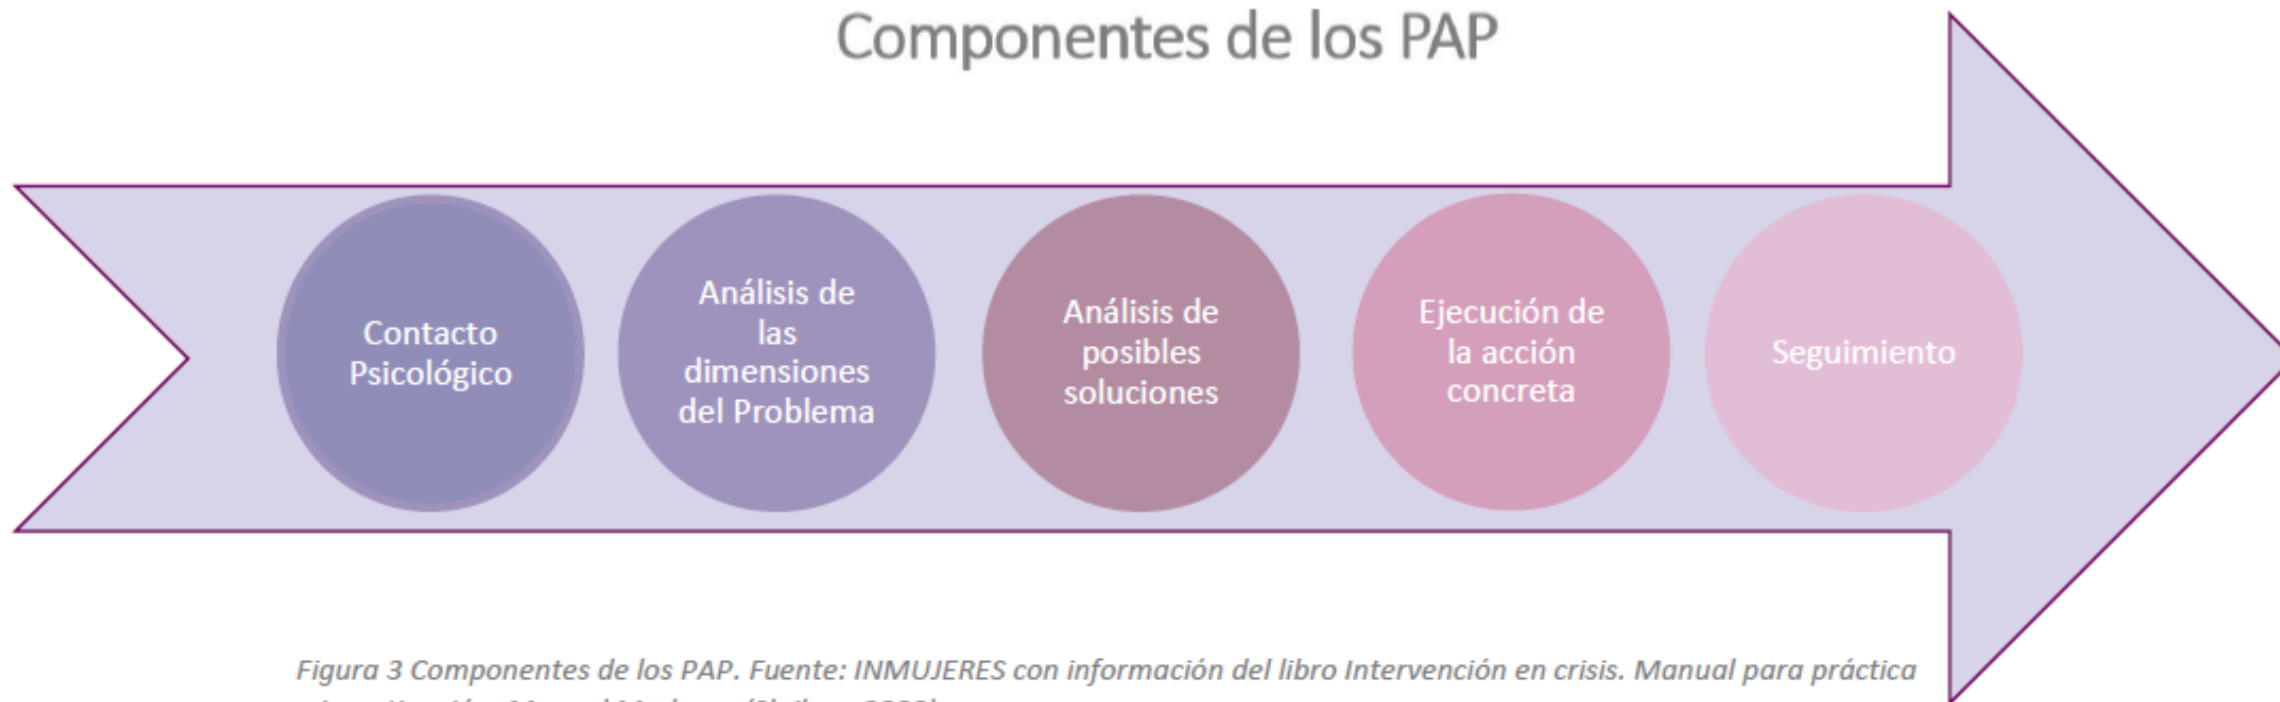 Componentes de los PAP
Contacto
Psicológico
Análisis de
las
dimensiones
del Problema
Análisis de
posibles
soluciones
Ejecución de
la acción
concreta
Seguimiento
Figura 3 Componentes de los PAP. Fuente: INMUJERES con información del libro Intervención en crisis. Manual para práctica